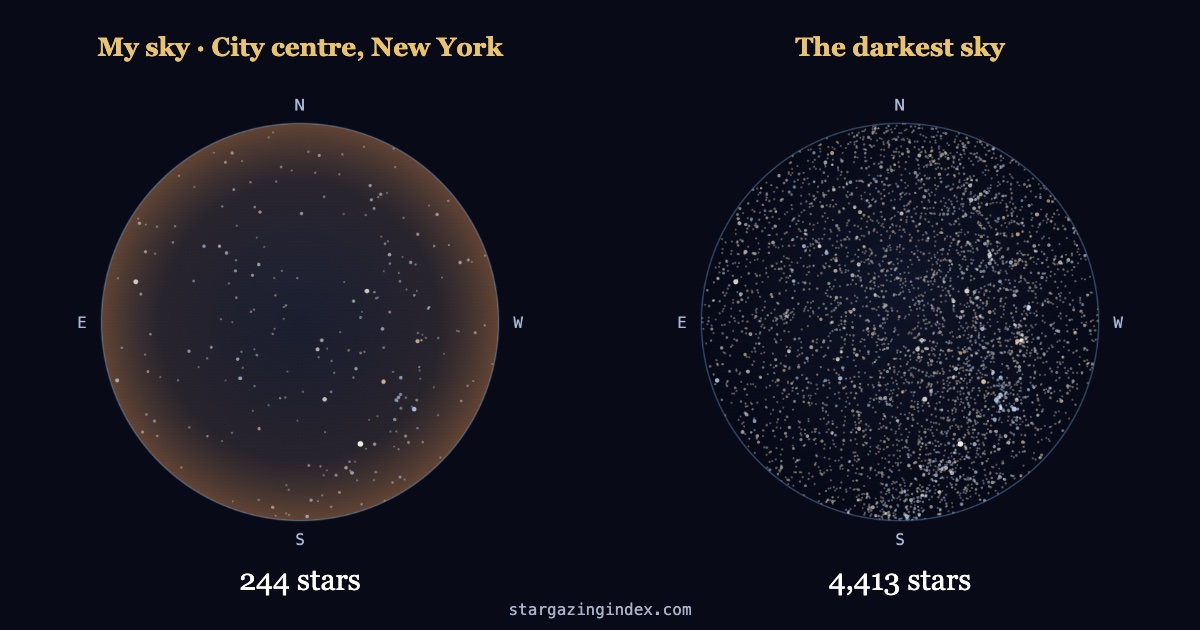 My sky · City centre, New York
The darkest sky
N
N
E
W
E
W
S
S
244 stars
4,413 stars
stargazingindex.com